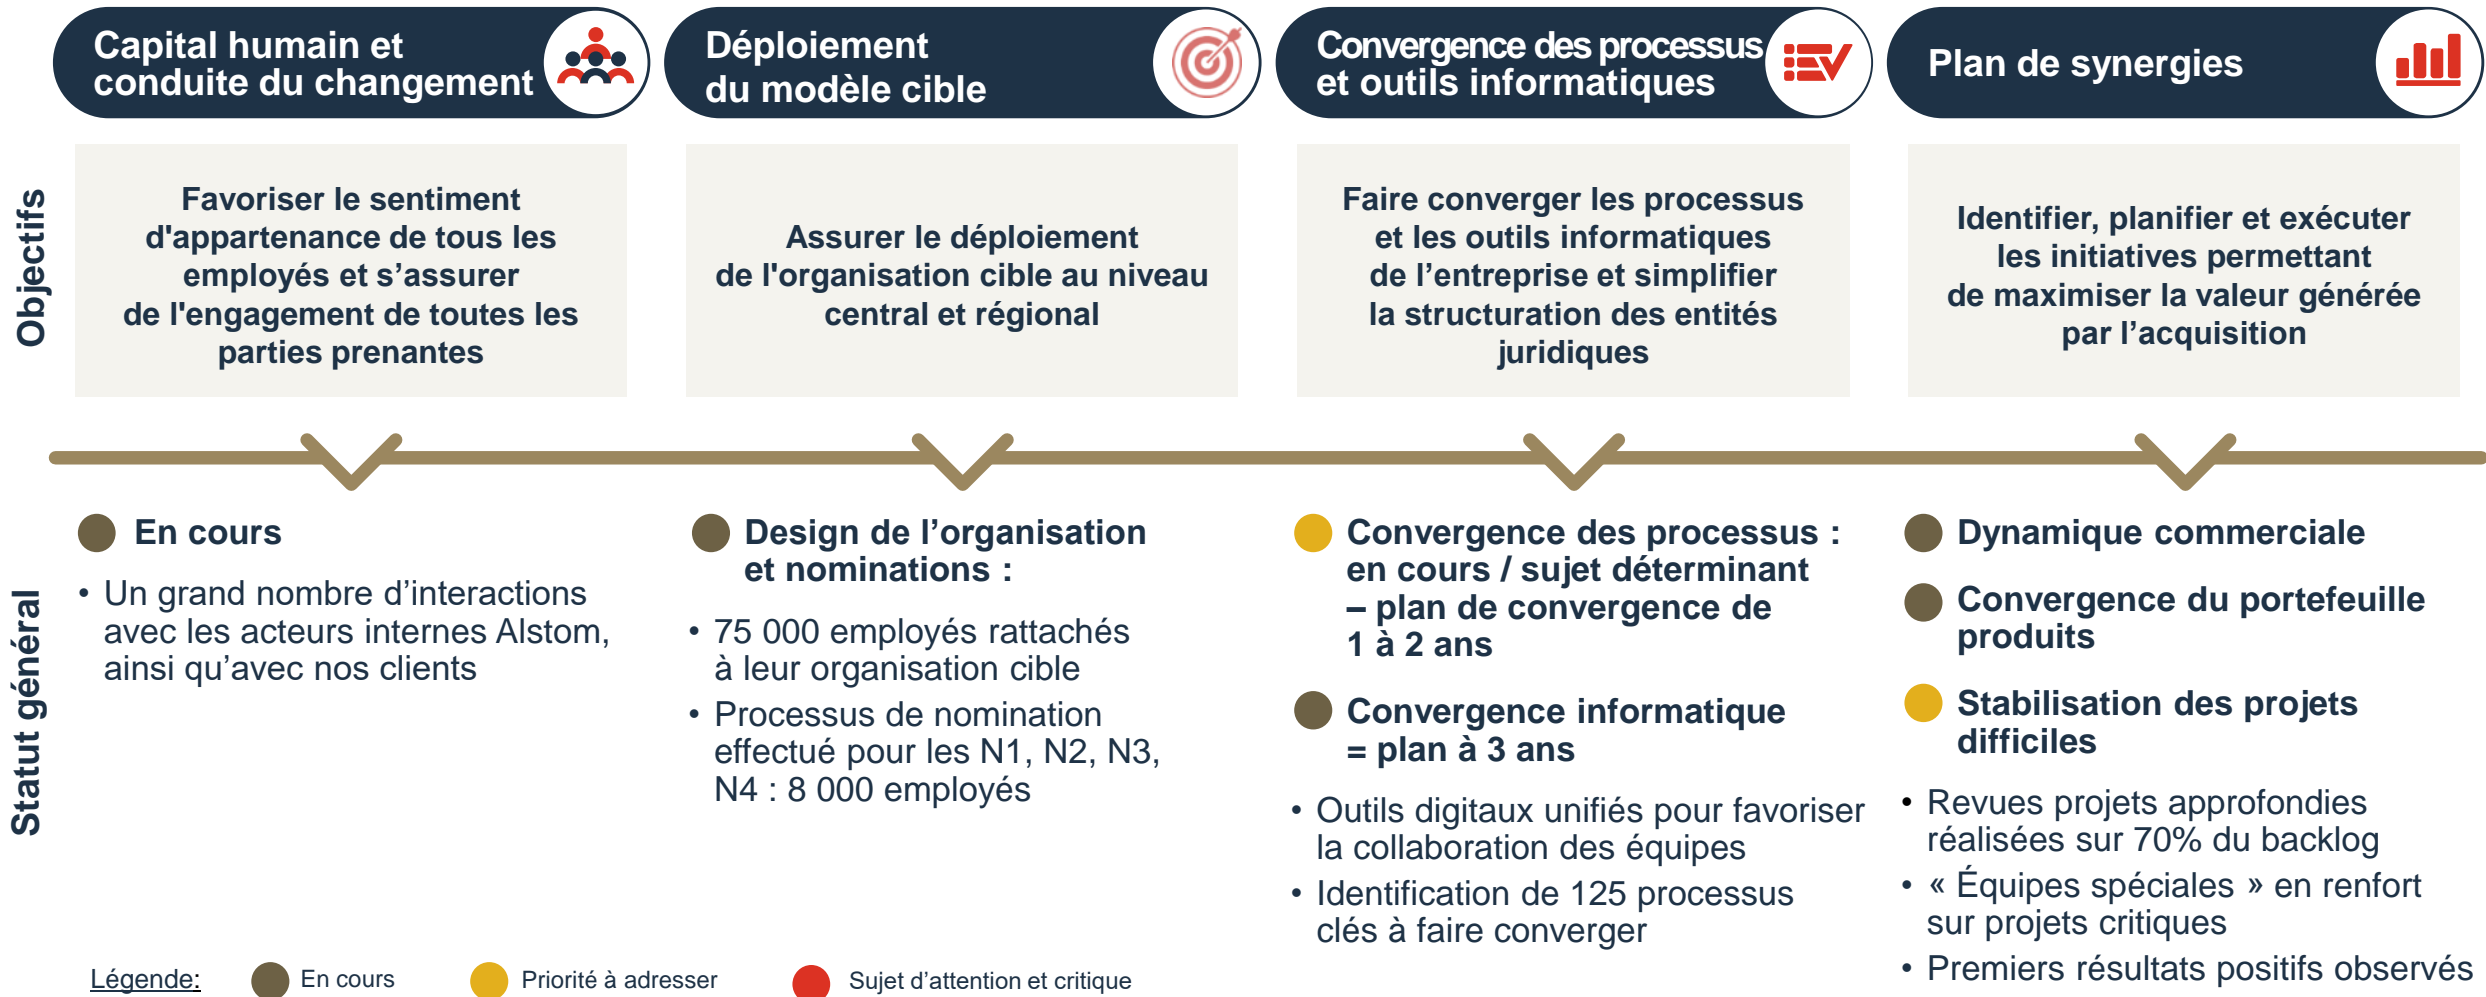 Capital humain et
conduite du changement
Déploiement
du modèle cible
Convergence des processus
et outils informatiques
Plan de synergies
Objectifs
Favoriser le sentiment
d'appartenance de tous les
employés et s’assurer
de l'engagement de toutes les
parties prenantes
Assurer le déploiement
de l'organisation cible au niveau
central et régional
Faire converger les processus
et les outils informatiques
de l’entreprise et simplifier
la structuration des entités
juridiques
Identifier, planifier et exécuter
les initiatives permettant
de maximiser la valeur générée
par l’acquisition
Statut général
En cours
• Un grand nombre d’interactions
avec les acteurs internes Alstom,
ainsi qu’avec nos clients
Design de l’organisation
et nominations :
• 75 000 employés rattachés
à leur organisation cible
• Processus de nomination
effectué pour les N1, N2, N3,
N4 : 8 000 employés
Convergence des processus :
en cours / sujet déterminant
– plan de convergence de
1 à 2 ans
Convergence informatique
= plan à 3 ans
• Outils digitaux unifiés pour favoriser
la collaboration des équipes
• Identification de 125 processus
clés à faire converger
Dynamique commerciale
Convergence du portefeuille
produits
Stabilisation des projets
difficiles
• Revues projets approfondies
réalisées sur 70% du backlog
• « Équipes spéciales » en renfort
sur projets critiques
• Premiers résultats positifs observés
Légende:
En cours
Priorité à adresser
Sujet d’attention et critique